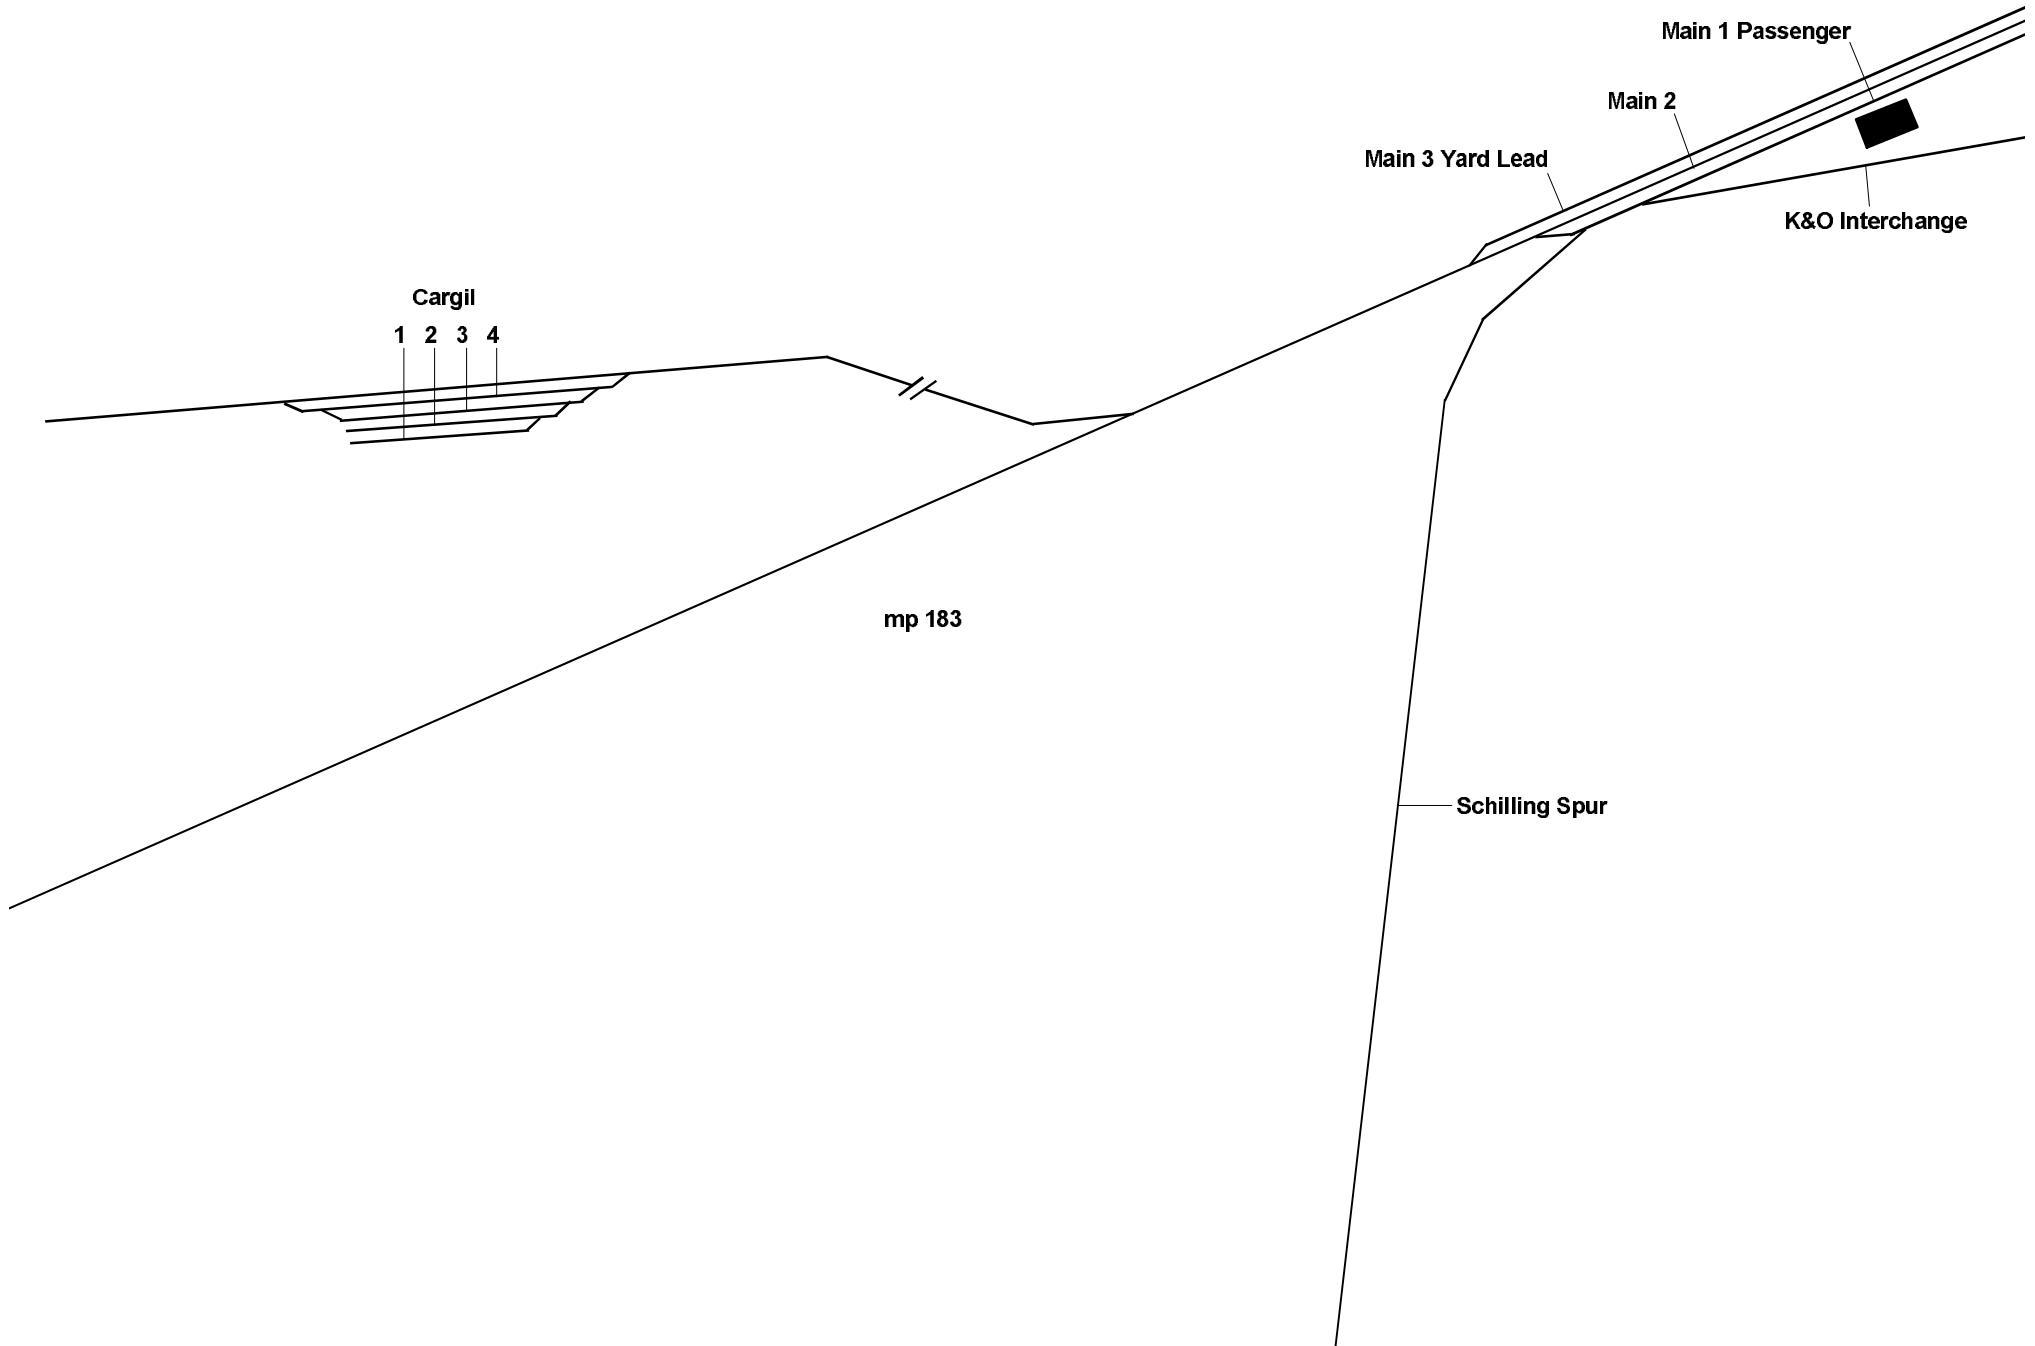 Main 1 Passenger
Main 2
Main 3 Yard Lead
K&O Interchange
Cargil
1 2 3 4
mp 183
Schilling Spur